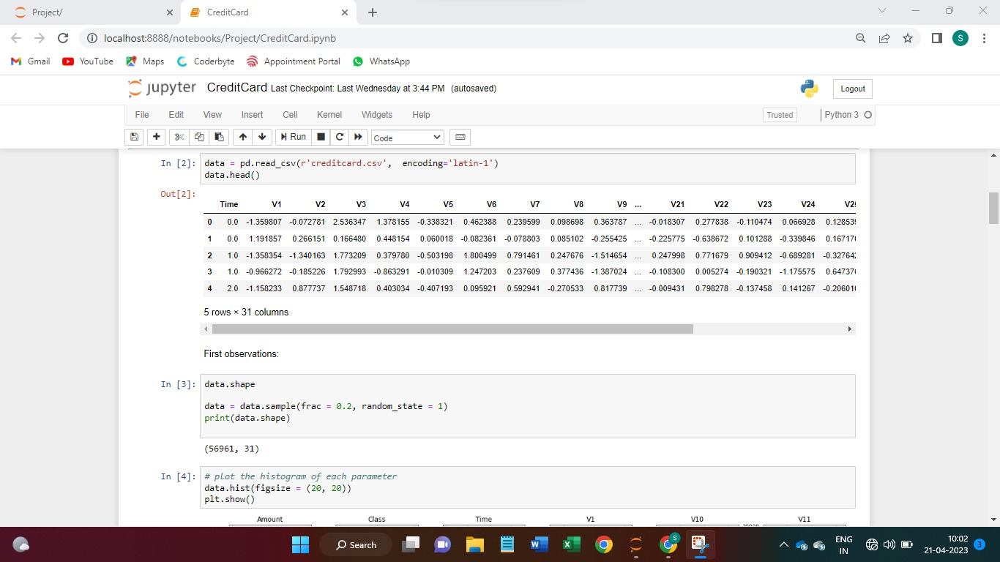 Project/
CreditCard
localhost:8888/notebooks/Project/CreditCard.ipynb
S
Gmail YouTube Maps Coderbyte Appointment Portal WhatsApp
jupyter CreditCard Last Checkpoint: Last Wednesday at 3:44 PM (autosaved)
Logout
File Edit View Insert Cell Kernel Widgets Help
Trusted
Python 3
Run
Code
In [2]: data = pd.read_csv(r'creditcard.csv', encoding='latin-1')
data.head()
Out[2]:
Time V1 V2 V3 V4 V5 V6 V7 V8 V9 ... V21 V22 V23 V24 V25
0 0.0 -1.359807 -0.072781 2.536347 1.378155 -0.338321 0.462388 0.239599 0.098698 0.363787 ... -0.018307 0.277838 -0.110474 0.066928 0.128539
1 0.0 1.191857 0.266151 0.166480 0.448154 0.060018 -0.082361 -0.078803 0.085102 -0.255425 ... -0.225775 -0.638672 0.101288 -0.339846 0.167170
2 1.0 -1.358354 -1.340163 1.773209 0.379780 -0.503198 1.800499 0.791461 0.247676 -1.514654 ... 0.247998 0.771679 0.909412 -0.689281 -0.327642
3 1.0 -0.966272 -0.185226 1.792993 -0.863291 -0.010309 1.247203 0.237609 0.377436 -1.387024 ... -0.108300 0.005274 -0.190321 -1.175575 0.647376
4 2.0 -1.158233 0.877737 1.548718 0.403034 -0.407193 0.095921 0.592941 -0.270533 0.817739 ... -0.009431 0.798278 -0.137458 0.141267 -0.206010
5 rows × 31 columns
First observations:
In [3]: data.shape
data = data.sample(frac = 0.2, random_state = 1)
print(data.shape)
(56961, 31)
In [4]: # plot the histogram of each parameter
data.hist(figsize = (20, 20))
plt.show()
Amount Class Time V1 V10 V11
Search
ENG
IN
10:02
21-04-2023
3